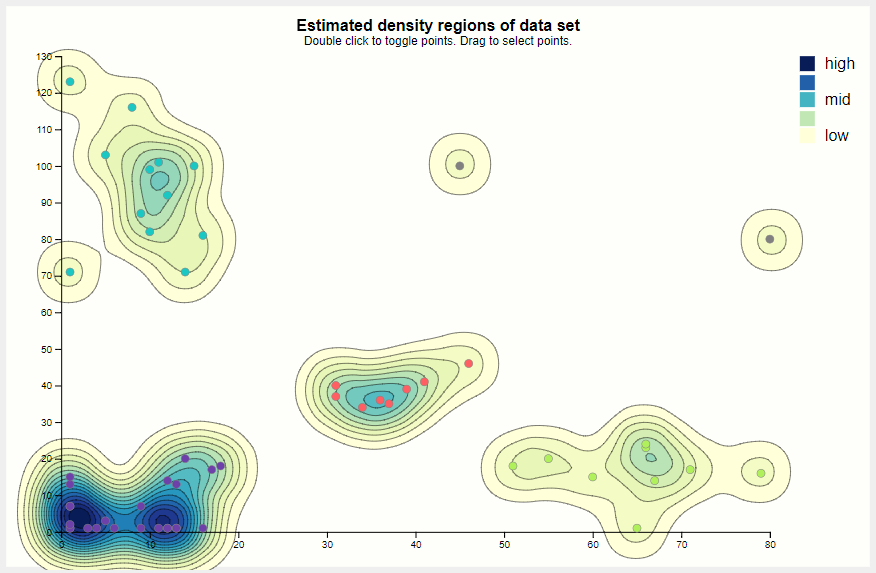 Estimated density regions of data set
Double click to toggle points. Drag to select points.
high
mid
low
130
120
110
100
90
80
70
60
50
40
30
20
10
0
0 10 20 30 40 50 60 70 80